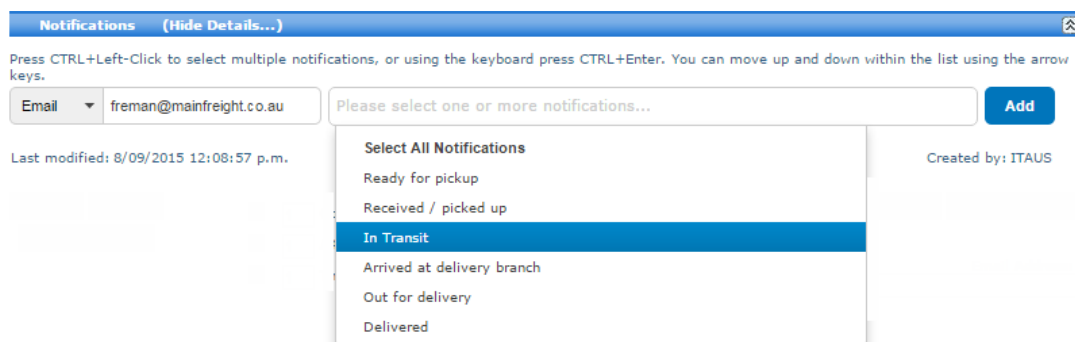 Notifications (Hide Details...)
Press CTRL+Left-Click to select multiple notifications, or using the keyboard press CTRL+Enter. You can move up and down within the list using the arrow
keys.
Email freman@mainfreight.co.au Please select one or more notifications... Add
Last modified: 8/09/2015 12:08:57 p.m. Created by: ITAUS
Select All Notifications
Ready for pickup
Received / picked up
In Transit
Arrived at delivery branch
Out for delivery
Delivered